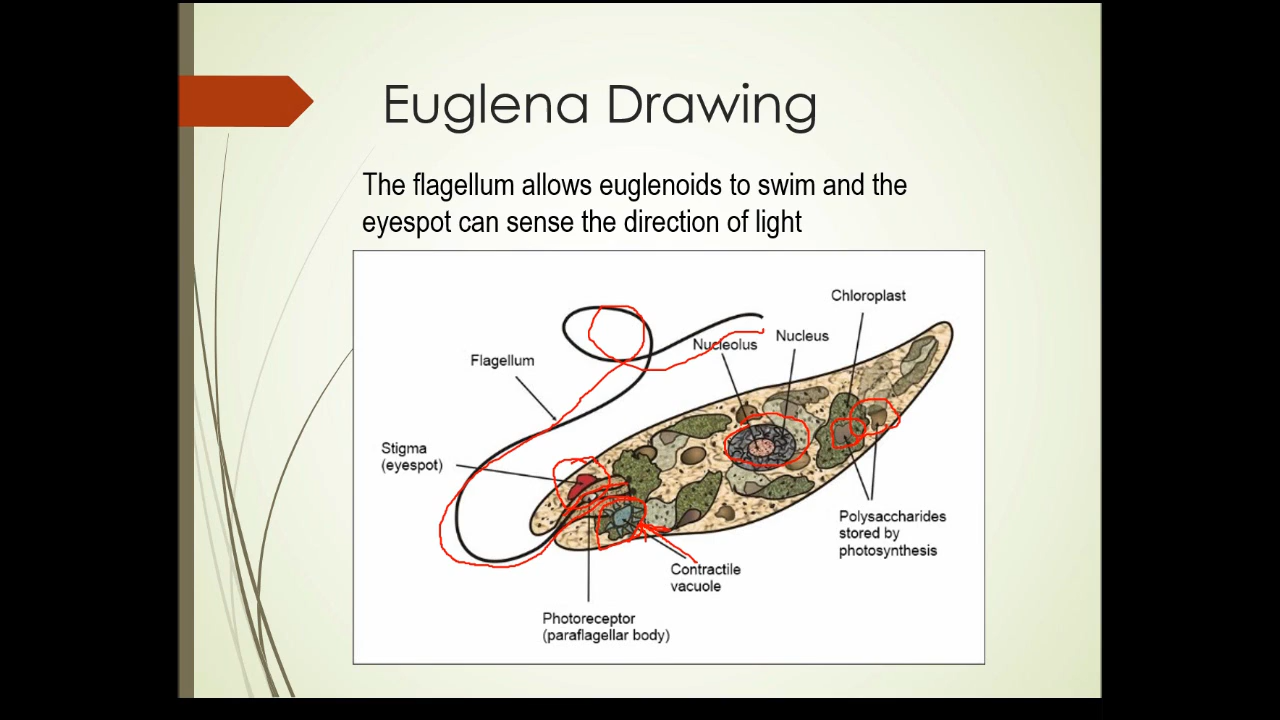 Euglena Drawing
The flagellum allows euglenoids to swim and the
eyespot can sense the direction of light
Chloroplast
Nucleus
Nucleolus
Flagellum
Stigma
(eyespot)
Polysaccharides
stored by
photosynthesis
Contractile
vacuole
Photoreceptor
(paraflagellar body)